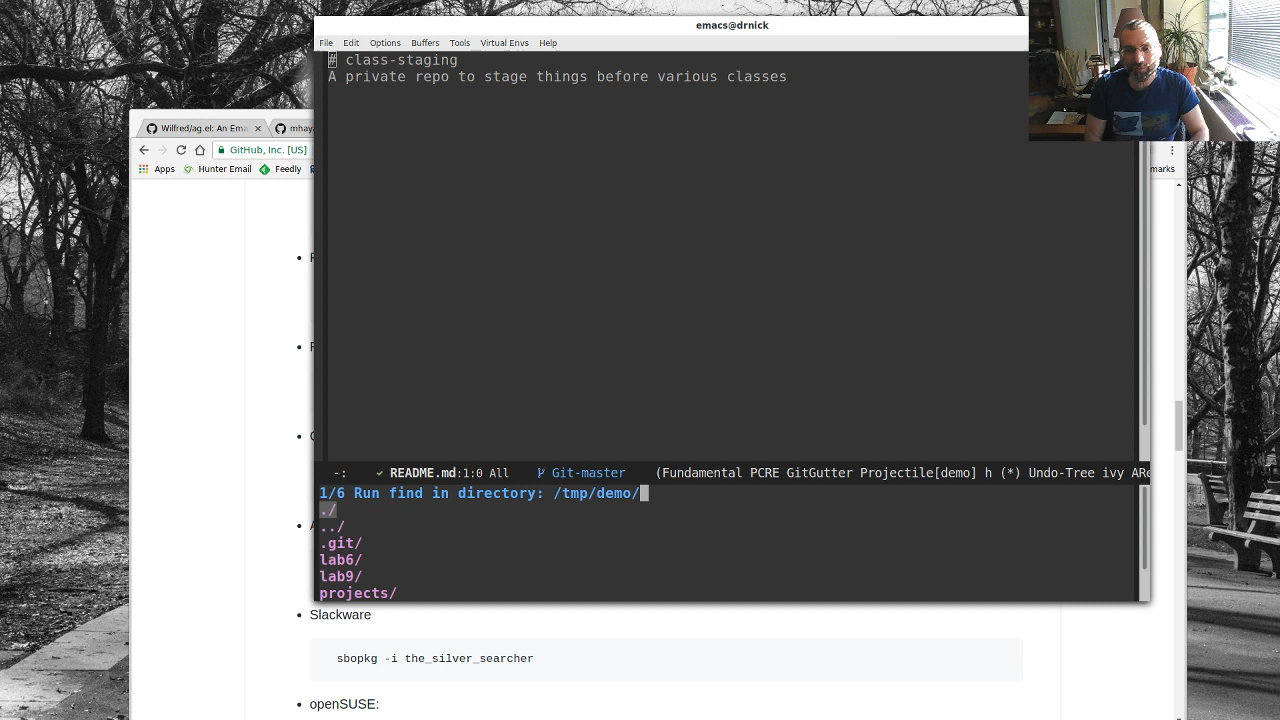 emacs@drnick
File Edit Options Buffers Tools Virtual Envs Help
# class-staging
A private repo to stage things before various classes
Wilfred/ag.el: An Ema
mhay
GitHub, Inc. [US]
Apps Hunter Email Feedly
marks
-: README.md:1:0 All Git-master (Fundamental PCRE GitGutter Projectile[demo] h (*) Undo-Tree ivy ARe
1/6 Run find in directory: /tmp/demo/
./
../
.git/
lab6/
lab9/
projects/
Slackware
sbopkg -i the_silver_searcher
openSUSE: